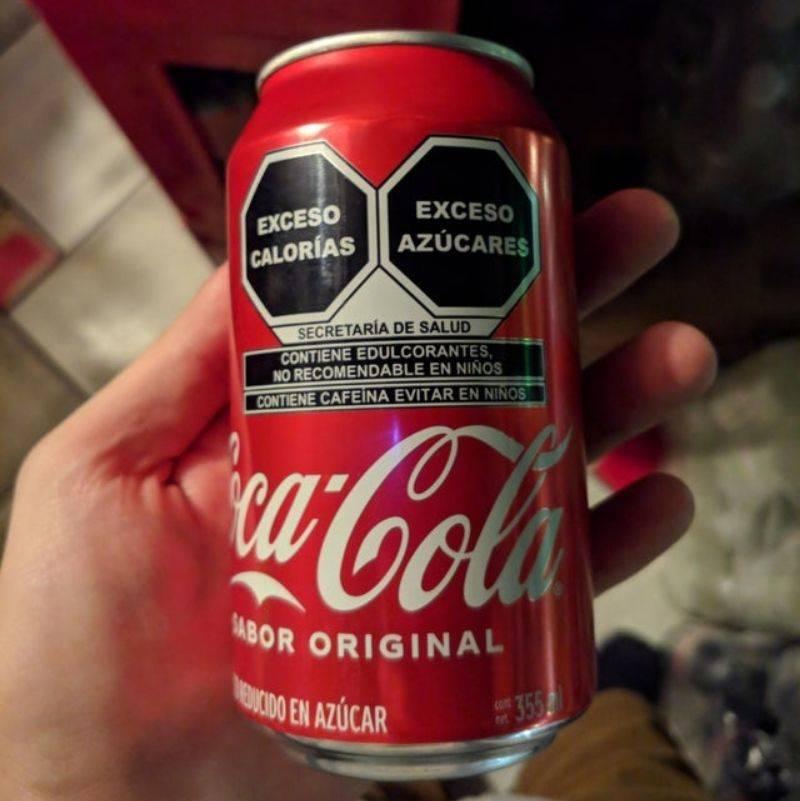 EXCESO
CALORÍAS
EXCESO
AZÚCARES
SECRETARÍA DE SALUD
CONTIENE EDULCORANTES,
NO RECOMENDABLE EN NIÑOS
CONTIENE CAFEÍNA EVITAR EN NIÑOS
Coca-Cola
SABOR ORIGINAL
REDUCIDO EN AZÚCAR
cont
net. 355 ml